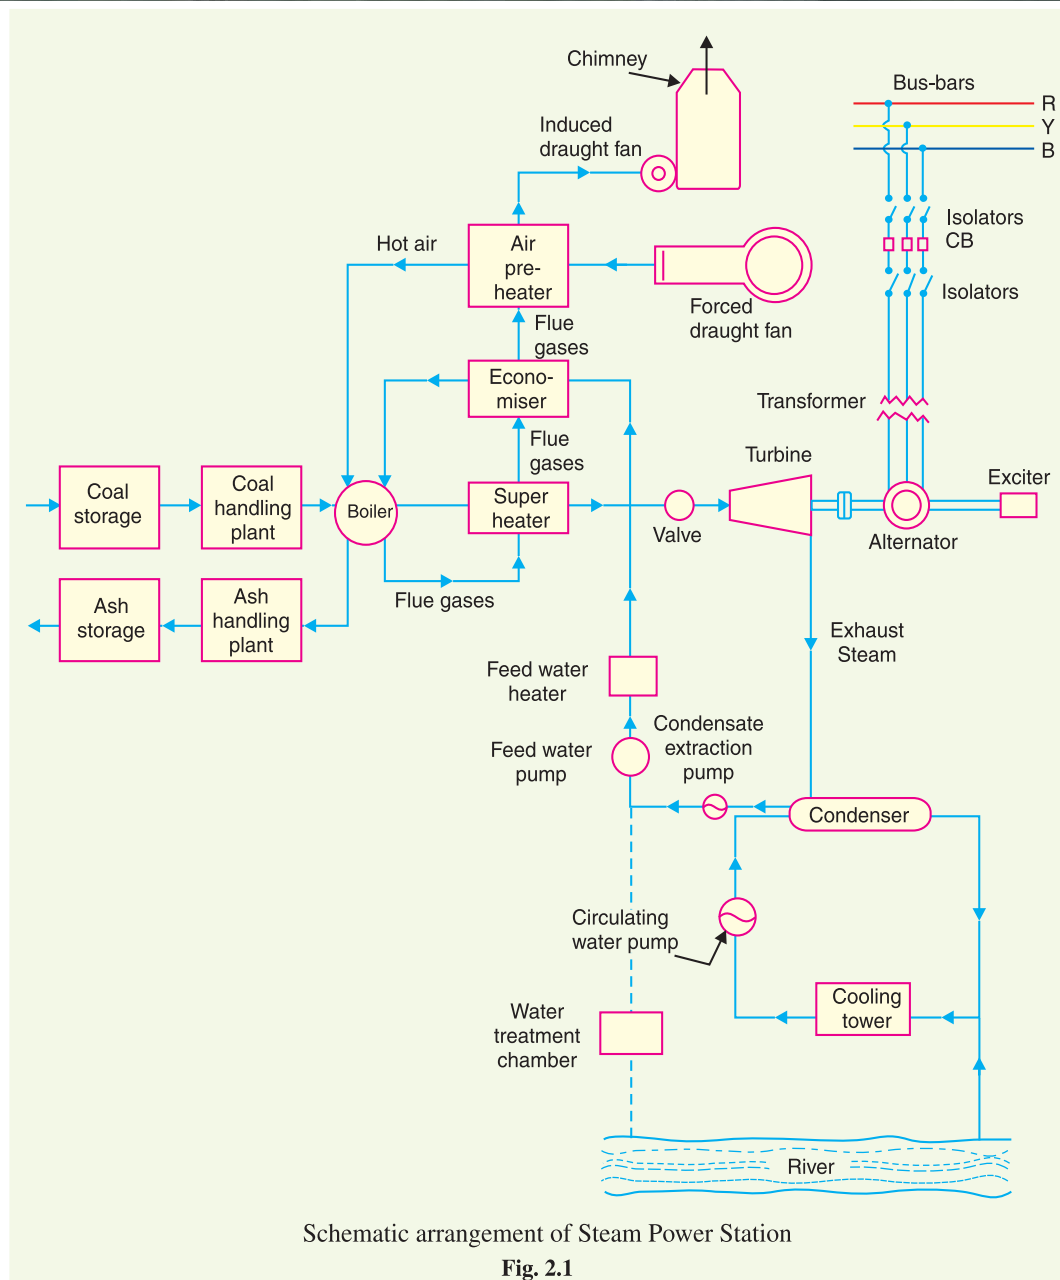 Chimney
Bus-bars
R
Y
B
Induced
draught fan
Isolators
CB
Isolators
Hot air
Air
pre-
heater
Forced
draught fan
Flue
gases
Econo-
miser
Transformer
Flue
gases
Turbine
Coal
storage
Coal
handling
plant
Boiler
Super
heater
Valve
Alternator
Exciter
Flue gases
Ash
storage
Ash
handling
plant
Exhaust
Steam
Feed water
heater
Feed water
pump
Condensate
extraction
pump
Condenser
Circulating
water pump
Cooling
tower
Water
treatment
chamber
River
Schematic arrangement of Steam Power Station
Fig. 2.1